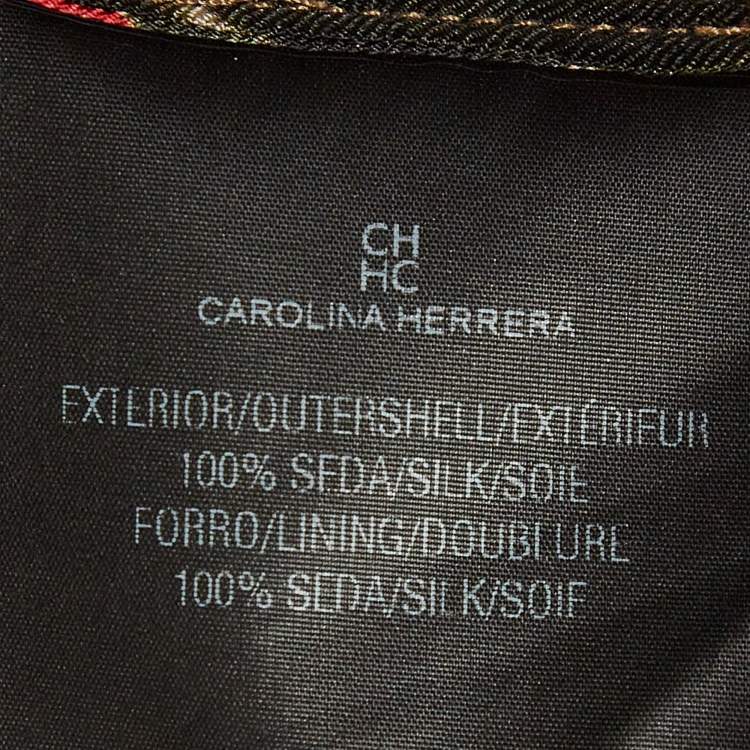 CH
HC
CAROLINA HERRERA
EXTERIOR/OUTERSHELL/EXTÉRIEUR
100% SEDA/SILK/SOIE
FORRO/LINING/DOUBLURE
100% SEDA/SILK/SOIE